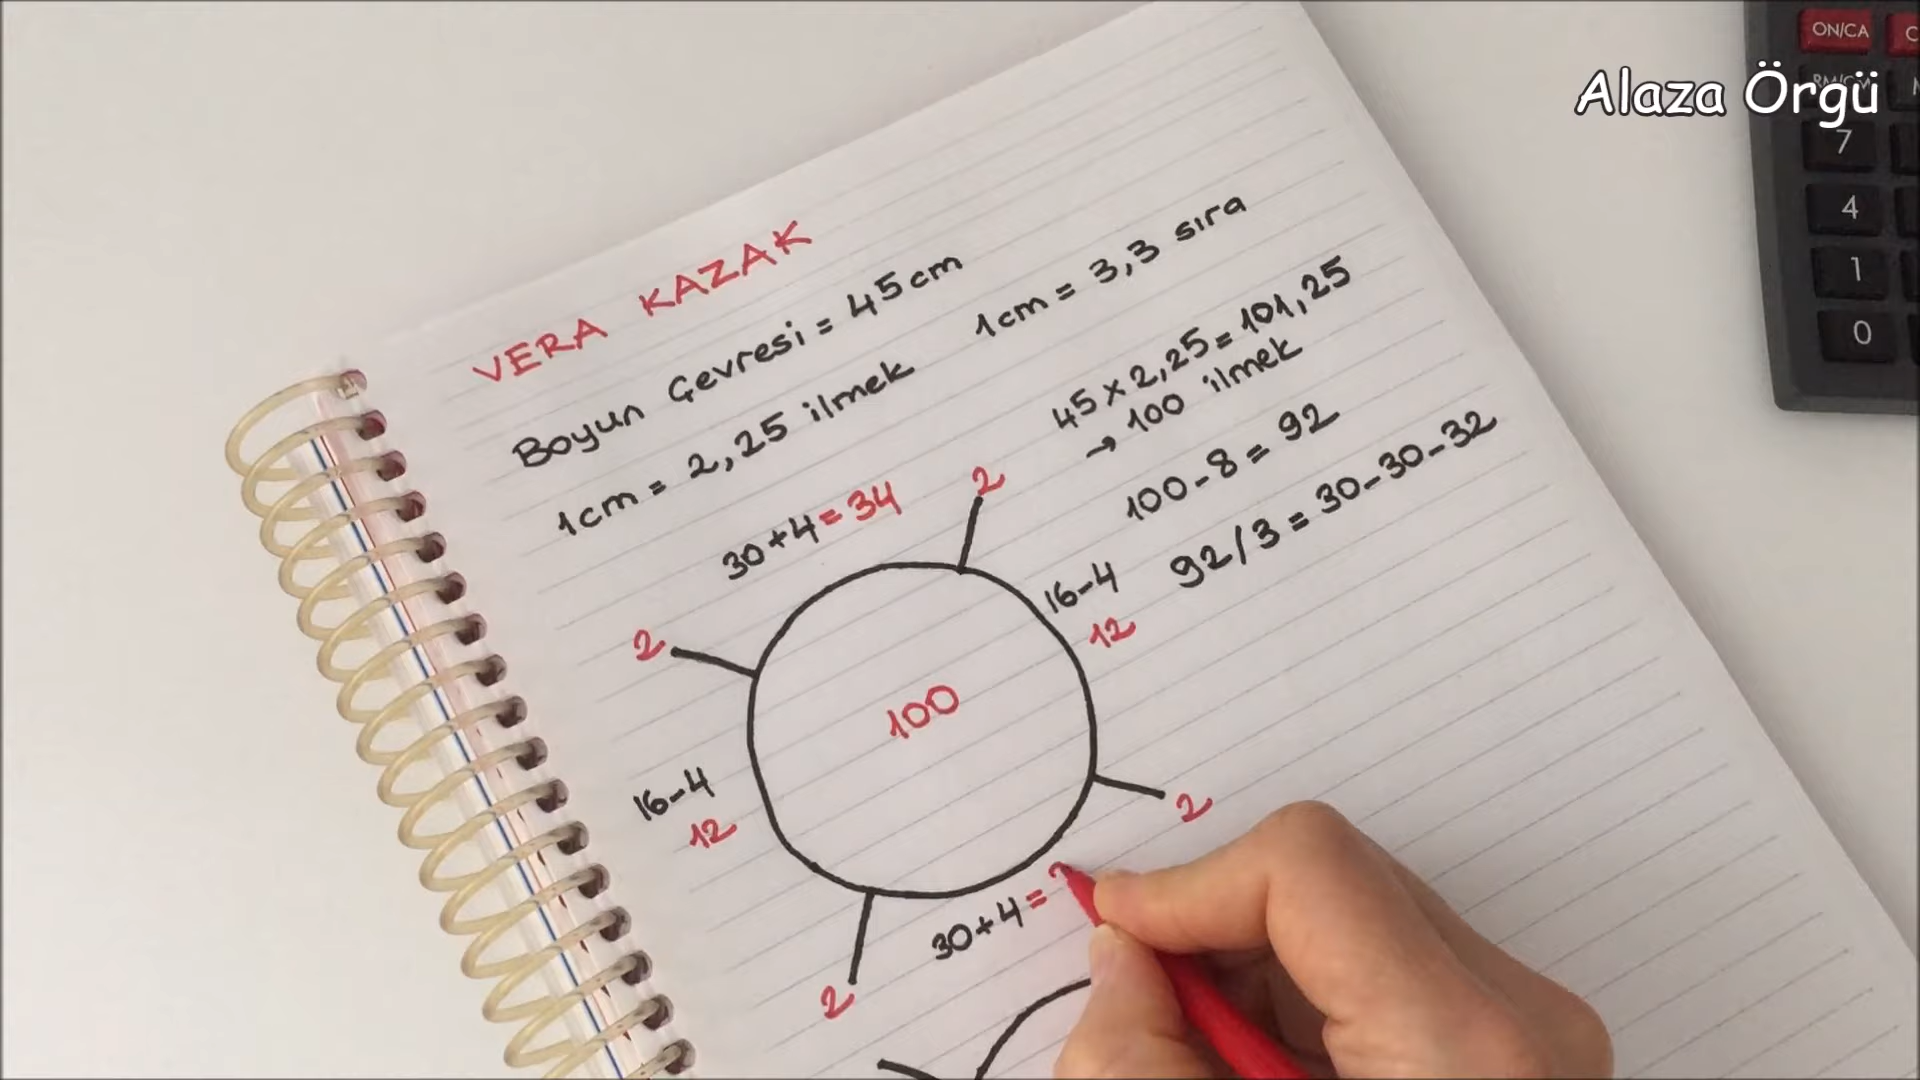 Alaza Örgü
ON/CA
7
4
1
0
VERA KAZAK
Boyun Çevresi = 45cm
1cm = 2,25 ilmek 1cm = 3,3 sıra
45 x 2,25 = 101,25
→ 100 ilmek
100-8 = 92
92/3 = 30-30-32
30+4 = 34
2
16-4
12
2
100
16-4
12
2
30+4 =
2